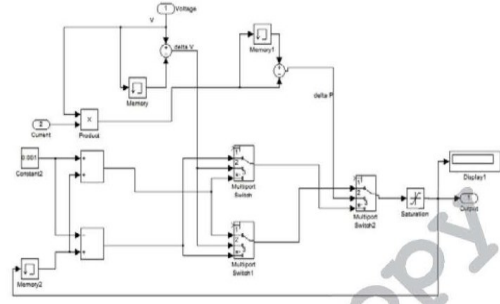 1
Voltage
V
delta V
Memory
Memory1
delta P
2
Current
X
Product
0.001
Constant2
Multiport
Switch
Multiport
Switch1
Multiport
Switch2
Saturation
Display1
1
Output
Memory2
opy